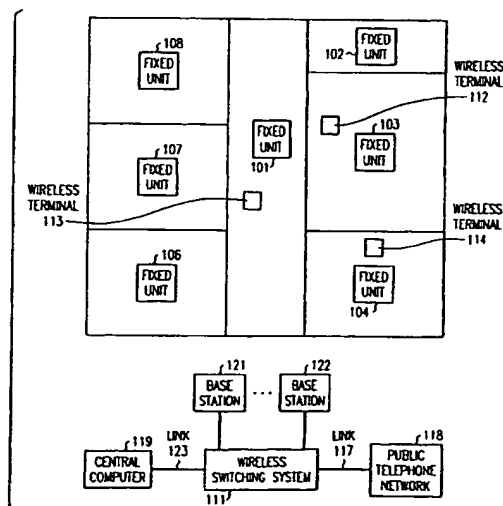 108
FIXED
UNIT
102
FIXED
UNIT
WIRELESS
TERMINAL
112
FIXED
UNIT
101
103
FIXED
UNIT
107
FIXED
UNIT
WIRELESS
TERMINAL
113
WIRELESS
TERMINAL
114
106
FIXED
UNIT
FIXED
UNIT
104
121
BASE
STATION
...
122
BASE
STATION
119
CENTRAL
COMPUTER
LINK
123
WIRELESS
SWITCHING SYSTEM
111
LINK
117
118
PUBLIC
TELEPHONE
NETWORK